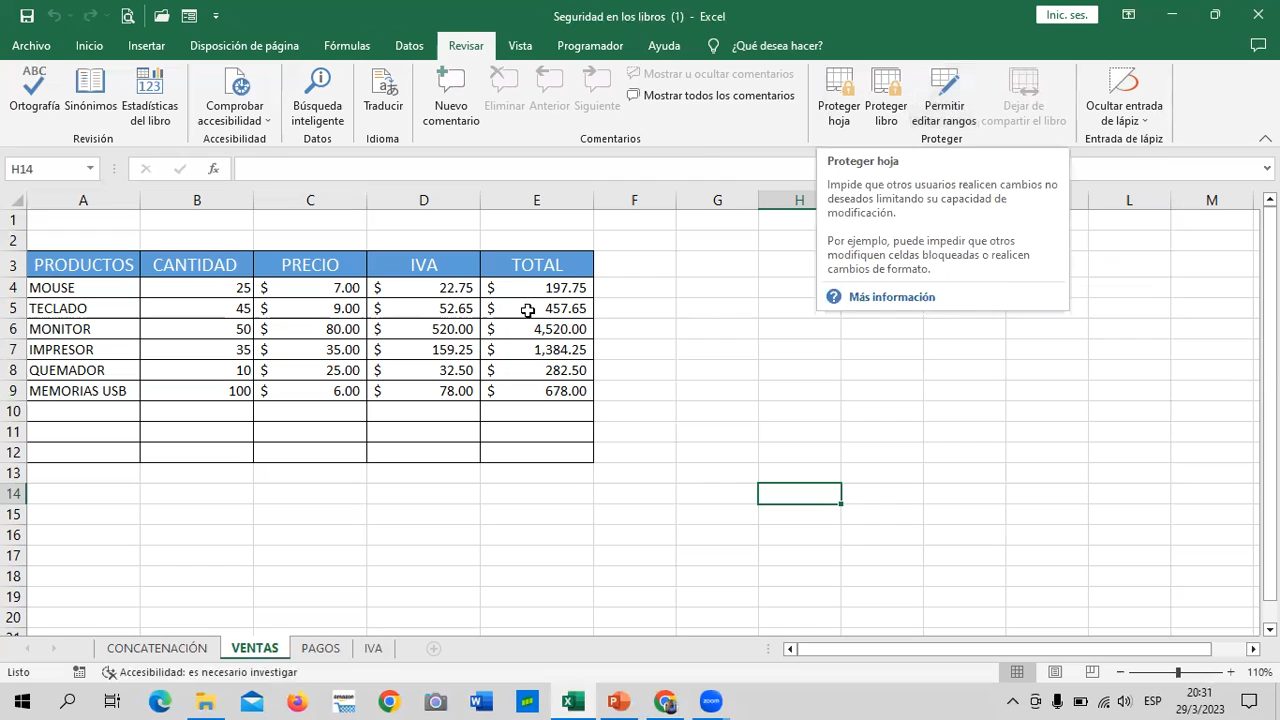 Seguridad en los libros (1) - Excel
Inic. ses.
Archivo Inicio Insertar Disposición de página Fórmulas Datos Revisar Vista Programador Ayuda ¿Qué desea hacer?
ABC
Ortografía
Sinónimos
123
Estadísticas
del libro
Revisión
Comprobar
accesibilidad
Accesibilidad
Búsqueda
inteligente
Datos
Traducir
Idioma
Nuevo
comentario
Eliminar Anterior Siguiente
Mostrar u ocultar comentarios
Mostrar todos los comentarios
Comentarios
Proteger
hoja
Proteger
libro
Permitir
editar rangos
Dejar de
compartir el libro
Proteger
Ocultar entrada
de lápiz
Entrada de lápiz
H14 fx
Proteger hoja
Impide que otros usuarios realicen cambios no
deseados limitando su capacidad de
modificación.
Por ejemplo, puede impedir que otros
modifiquen celdas bloqueadas o realicen
cambios de formato.
? Más información
A B C D E F G H L M
1
2
3 PRODUCTOS CANTIDAD PRECIO IVA TOTAL
4 MOUSE 25 $ 7.00 $ 22.75 $ 197.75
5 TECLADO 45 $ 9.00 $ 52.65 $ 457.65
6 MONITOR 50 $ 80.00 $ 520.00 $ 4,520.00
7 IMPRESOR 35 $ 35.00 $ 159.25 $ 1,384.25
8 QUEMADOR 10 $ 25.00 $ 32.50 $ 282.50
9 MEMORIAS USB 100 $ 6.00 $ 78.00 $ 678.00
10
11
12
13
14
15
16
17
18
19
20
CONCATENACIÓN VENTAS PAGOS IVA
Listo Accesibilidad: es necesario investigar 110%
amazon
zoom
ESP
20:31
29/3/2023